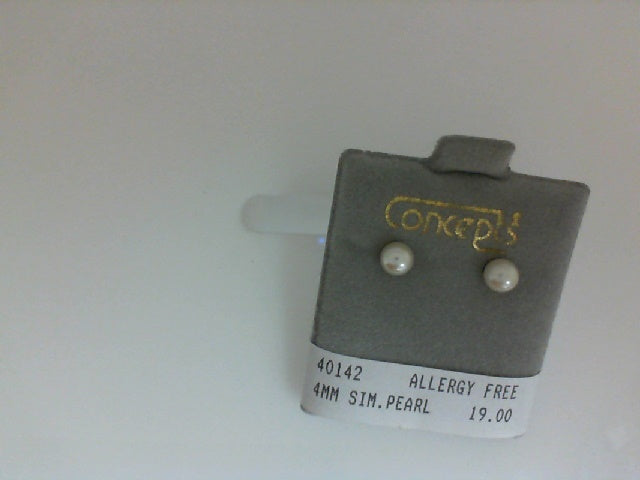 Concepts
40142 ALLERGY FREE
4MM SIM.PEARL 19.00